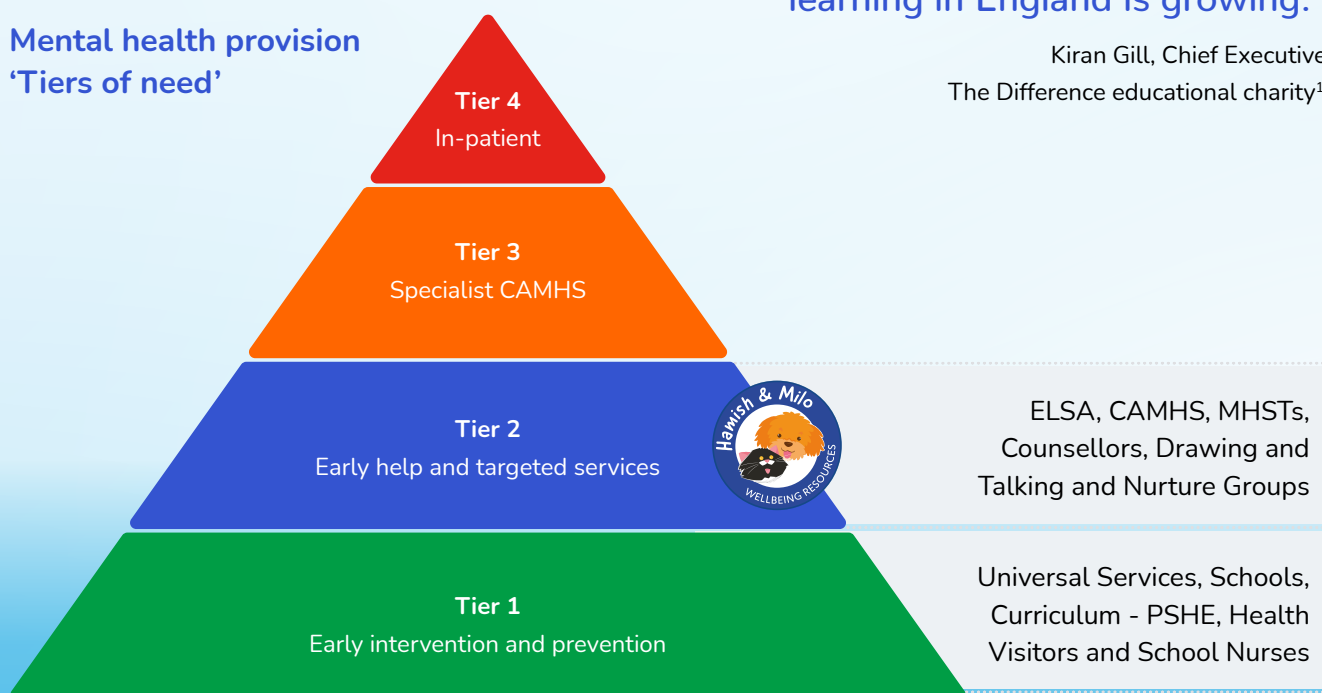 learning in England is growing.
Kiran Gill, Chief Executive
The Difference educational charity¹
Mental health provision
‘Tiers of need’
Tier 4
In-patient
Tier 3
Specialist CAMHS
Tier 2
Early help and targeted services
Hamish & Milo
WELLBEING RESOURCES
ELSA, CAMHS, MHSTs,
Counsellors, Drawing and
Talking and Nurture Groups
Tier 1
Early intervention and prevention
Universal Services, Schools,
Curriculum - PSHE, Health
Visitors and School Nurses